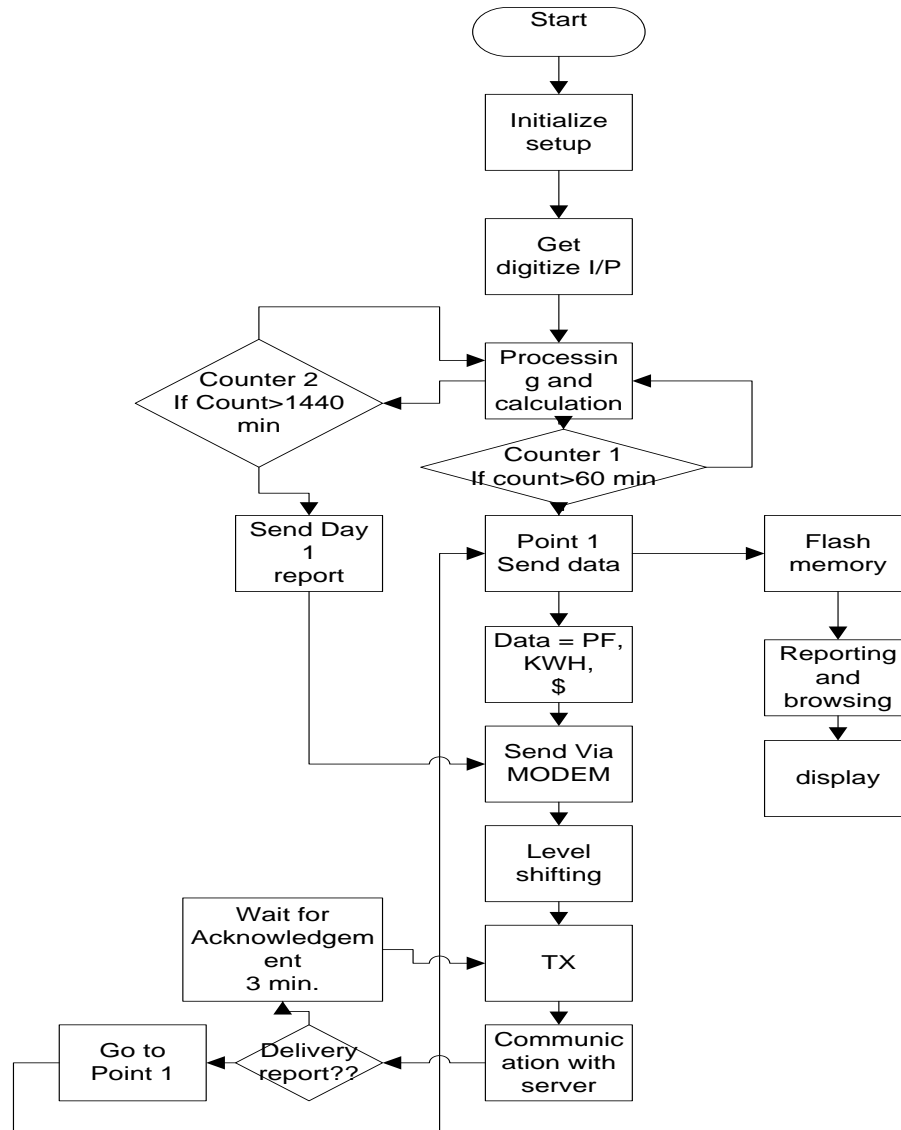 Start
Initialize
setup
Get
digitize I/P
Processin
g and
calculation
Counter 2
If Count>1440
min
Counter 1
If count>60 min
Send Day
1
report
Point 1
Send data
Flash
memory
Data = PF,
KWH,
$
Reporting
and
browsing
Send Via
MODEM
display
Level
shifting
Wait for
Acknowledgem
ent
3 min.
TX
Go to
Point 1
Delivery
report??
Communic
ation with
server